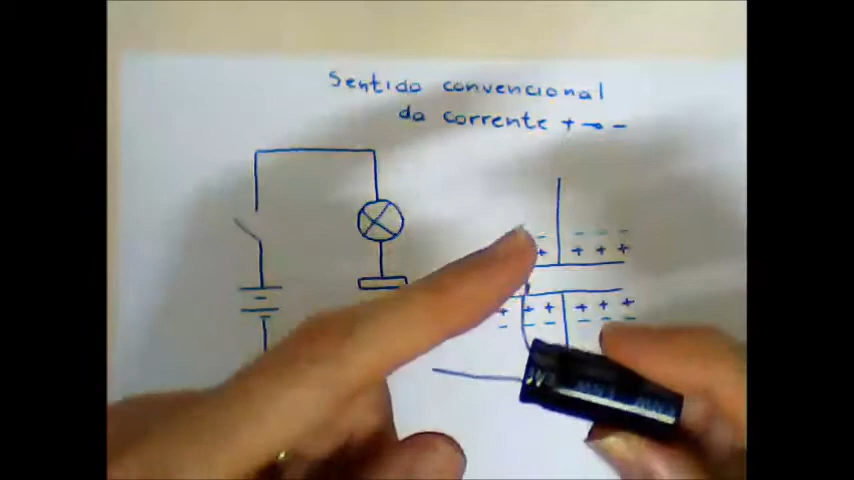 Sentido convencional
da corrente + → -